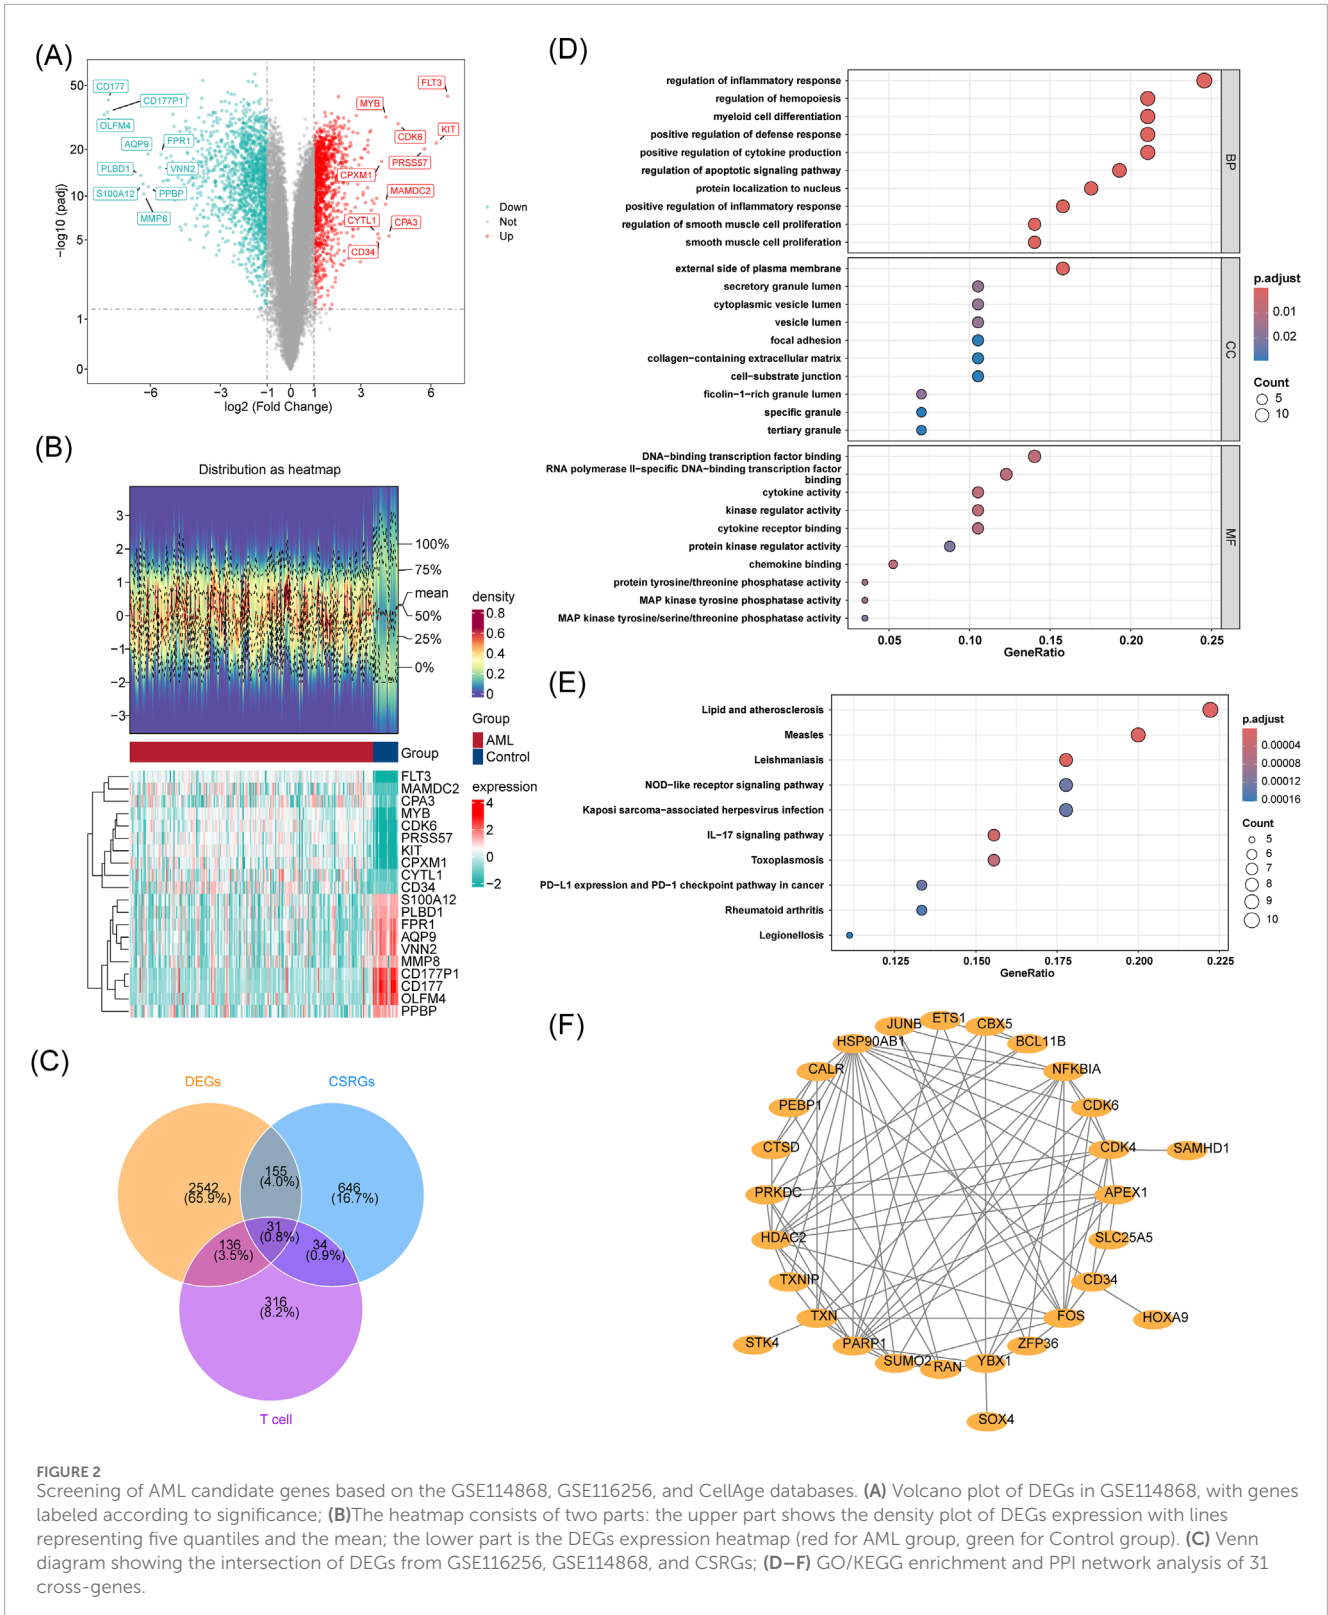 (A)
50
20
10
5
1
0
−log10 (padj)
−6
−3
−1
0
1
3
6
log2 (Fold Change)
CD177
CD177P1
OLFM4
AQP9
FPR1
PLBD1
VNN2
S100A12
PPBP
MMP8
FLT3
MYB
CDK6
KIT
PRSS57
CPXM1
MAMDC2
CYTL1
CPA3
CD34
Down
Not
Up
(B)
Distribution as heatmap
3
2
1
0
−1
−2
−3
100%
75%
mean
50%
25%
0%
density
0.8
0.6
0.4
0.2
0
Group
AML
Control
Group
expression
4
2
0
−2
FLT3
MAMDC2
CPA3
MYB
CDK6
PRSS57
KIT
CPXM1
CYTL1
CD34
S100A12
PLBD1
FPR1
AQP9
VNN2
MMP8
CD177P1
CD177
OLFM4
PPBP
(C)
DEGs
CSRGs
2542
(65.9%)
155
(4.0%)
646
(16.7%)
31
(0.8%)
136
(3.5%)
34
(0.9%)
316
(8.2%)
T cell
(D)
regulation of inflammatory response
regulation of hemopoiesis
myeloid cell differentiation
positive regulation of defense response
positive regulation of cytokine production
regulation of apoptotic signaling pathway
protein localization to nucleus
positive regulation of inflammatory response
regulation of smooth muscle cell proliferation
smooth muscle cell proliferation
BP
external side of plasma membrane
secretory granule lumen
cytoplasmic vesicle lumen
vesicle lumen
focal adhesion
collagen−containing extracellular matrix
cell−substrate junction
ficolin−1−rich granule lumen
specific granule
tertiary granule
CC
DNA−binding transcription factor binding
RNA polymerase II−specific DNA−binding transcription factor
binding
cytokine activity
kinase regulator activity
cytokine receptor binding
protein kinase regulator activity
chemokine binding
protein tyrosine/threonine phosphatase activity
MAP kinase tyrosine phosphatase activity
MAP kinase tyrosine/serine/threonine phosphatase activity
MF
0.05
0.10
0.15
0.20
0.25
GeneRatio
p.adjust
0.01
0.02
Count
5
10
(E)
Lipid and atherosclerosis
Measles
Leishmaniasis
NOD−like receptor signaling pathway
Kaposi sarcoma−associated herpesvirus infection
IL−17 signaling pathway
Toxoplasmosis
PD−L1 expression and PD−1 checkpoint pathway in cancer
Rheumatoid arthritis
Legionellosis
0.125
0.150
0.175
0.200
0.225
GeneRatio
p.adjust
0.00004
0.00008
0.00012
0.00016
Count
5
6
7
8
9
10
(F)
JUNB
ETS1
CBX5
HSP90AB1
BCL11B
CALR
NFKBIA
PEBP1
CDK6
CTSD
CDK4
SAMHD1
PRKDC
APEX1
HDAC2
SLC25A5
TXNIP
CD34
TXN
FOS
HOXA9
STK4
PARP1
ZFP36
SUMO2
RAN
YBX1
SOX4
FIGURE 2
Screening of AML candidate genes based on the GSE114868, GSE116256, and CellAge databases. (A) Volcano plot of DEGs in GSE114868, with genes
labeled according to significance; (B)The heatmap consists of two parts: the upper part shows the density plot of DEGs expression with lines
representing five quantiles and the mean; the lower part is the DEGs expression heatmap (red for AML group, green for Control group). (C) Venn
diagram showing the intersection of DEGs from GSE116256, GSE114868, and CSRGs; (D–F) GO/KEGG enrichment and PPI network analysis of 31
cross-genes.